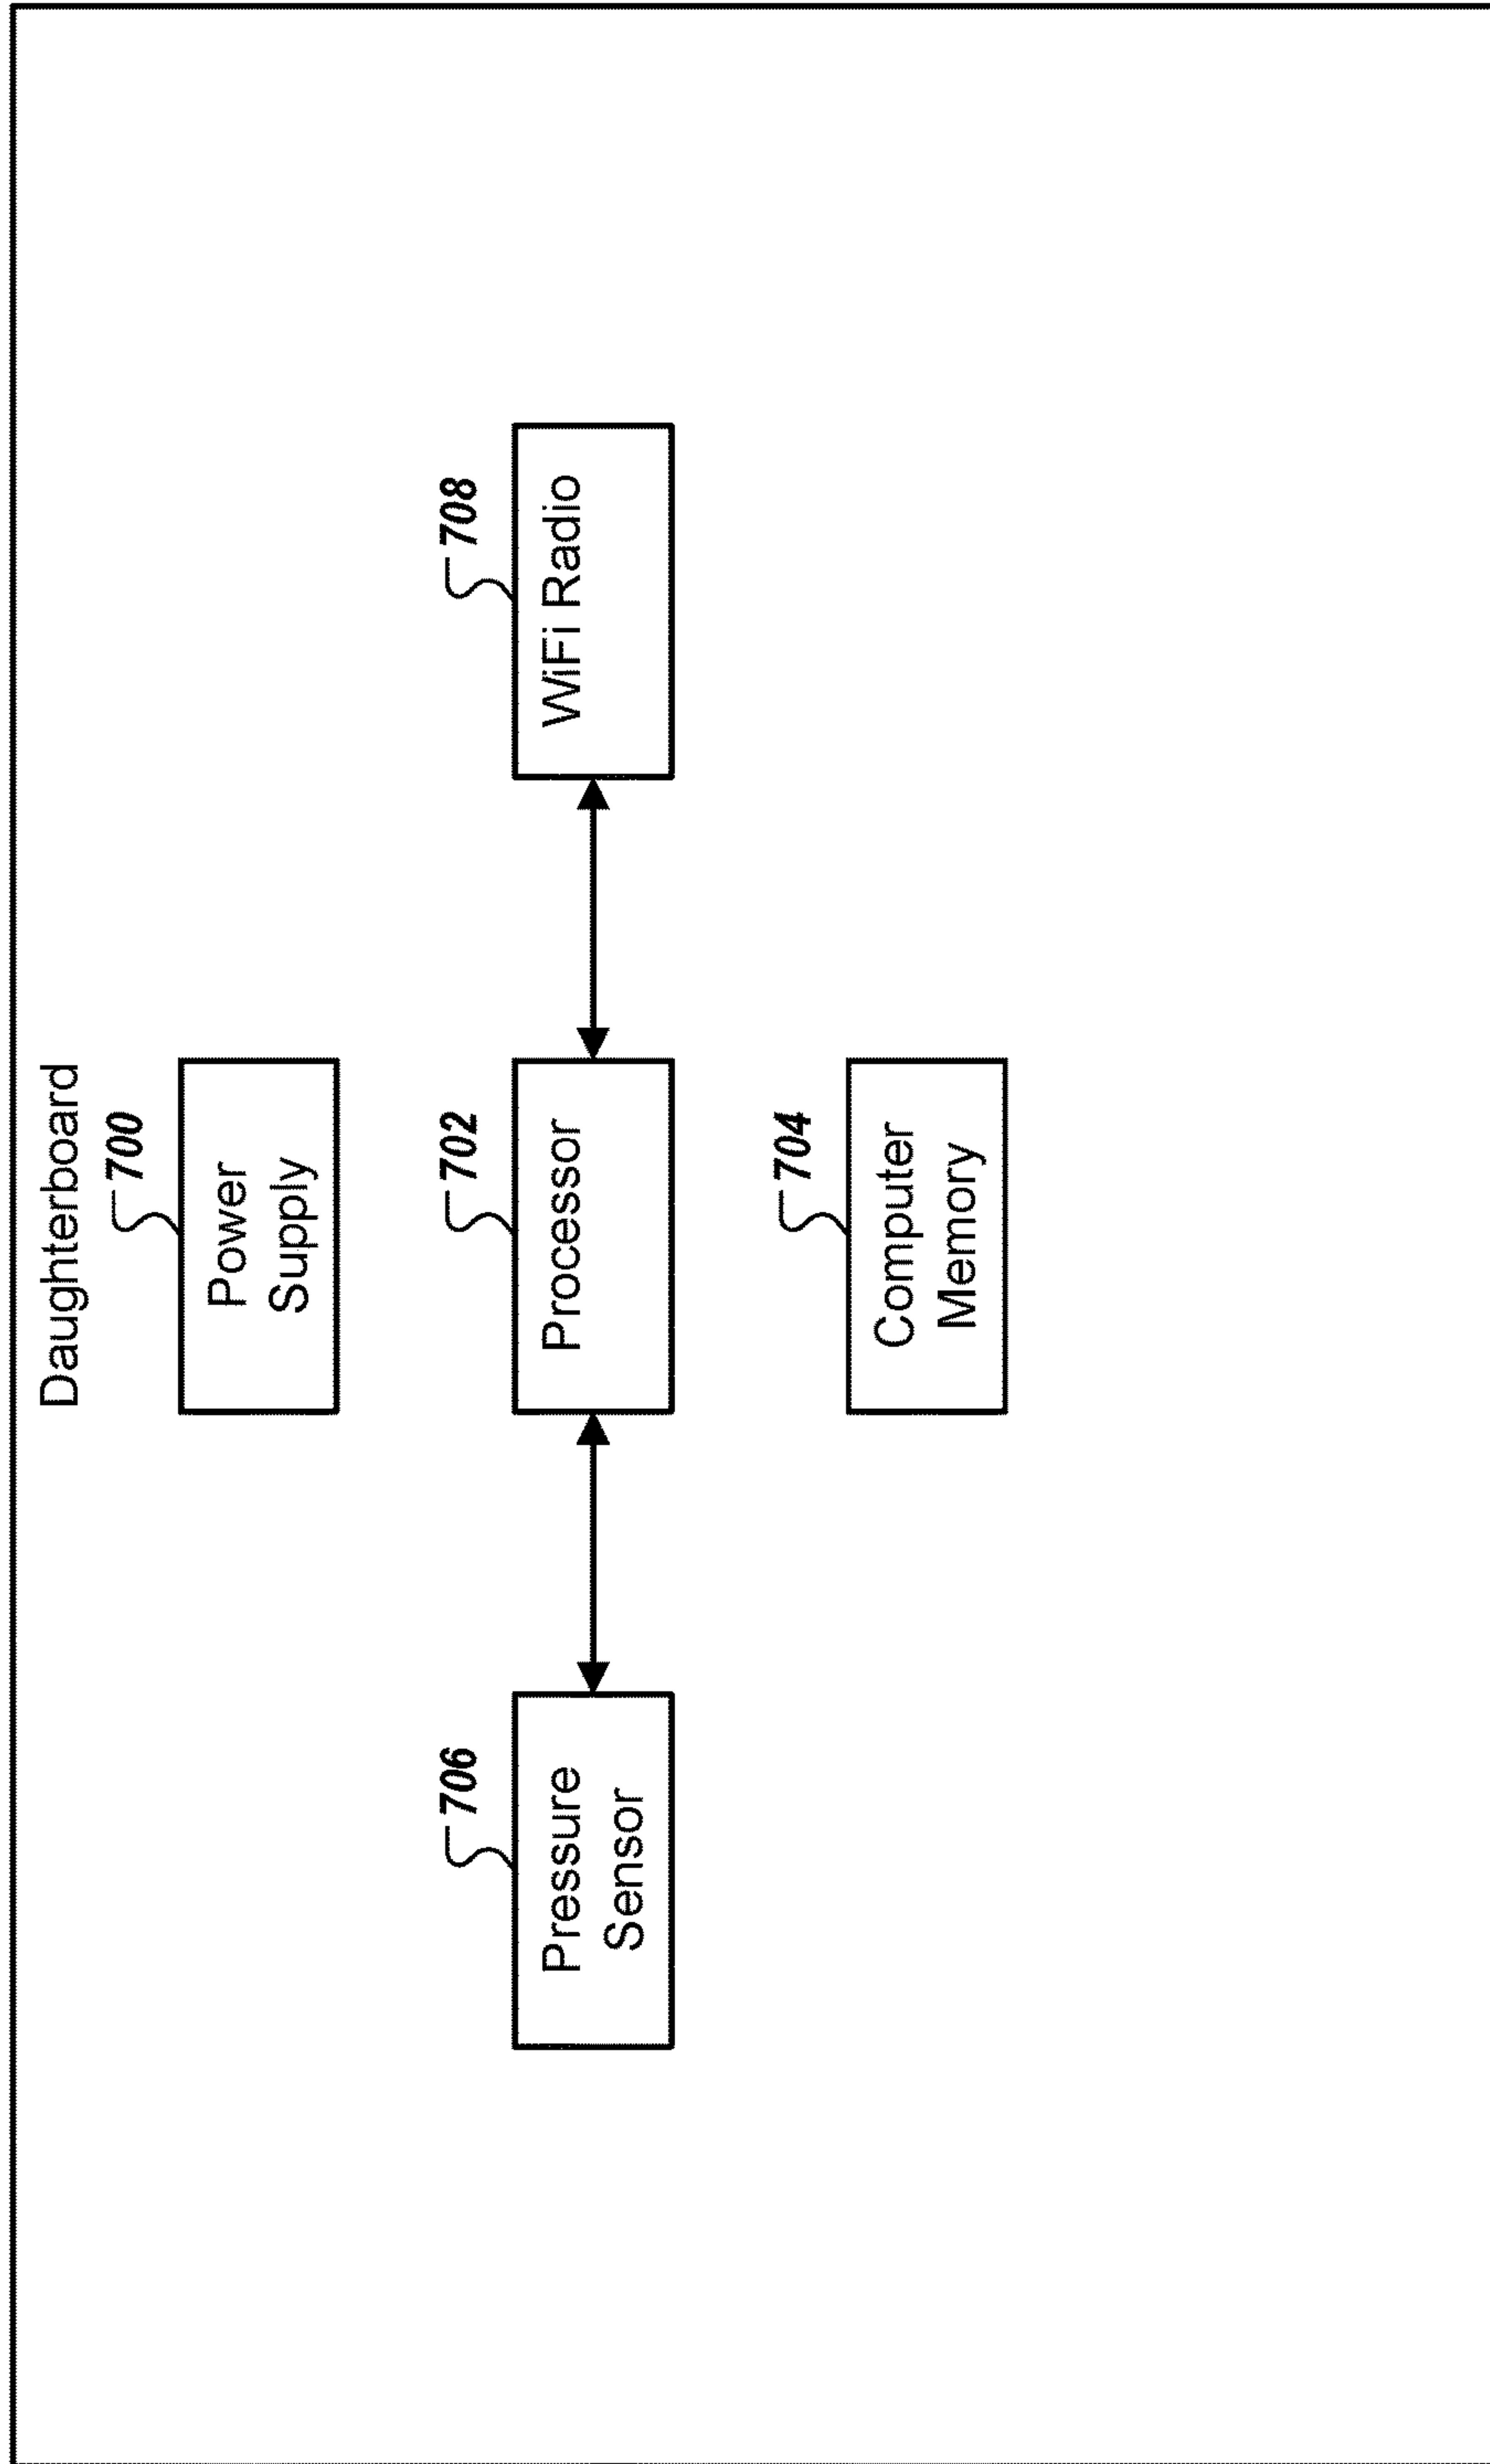 Daughterboard
700
Power
Supply
706
Pressure
Sensor
702
Processor
708
WiFi Radio
704
Computer
Memory